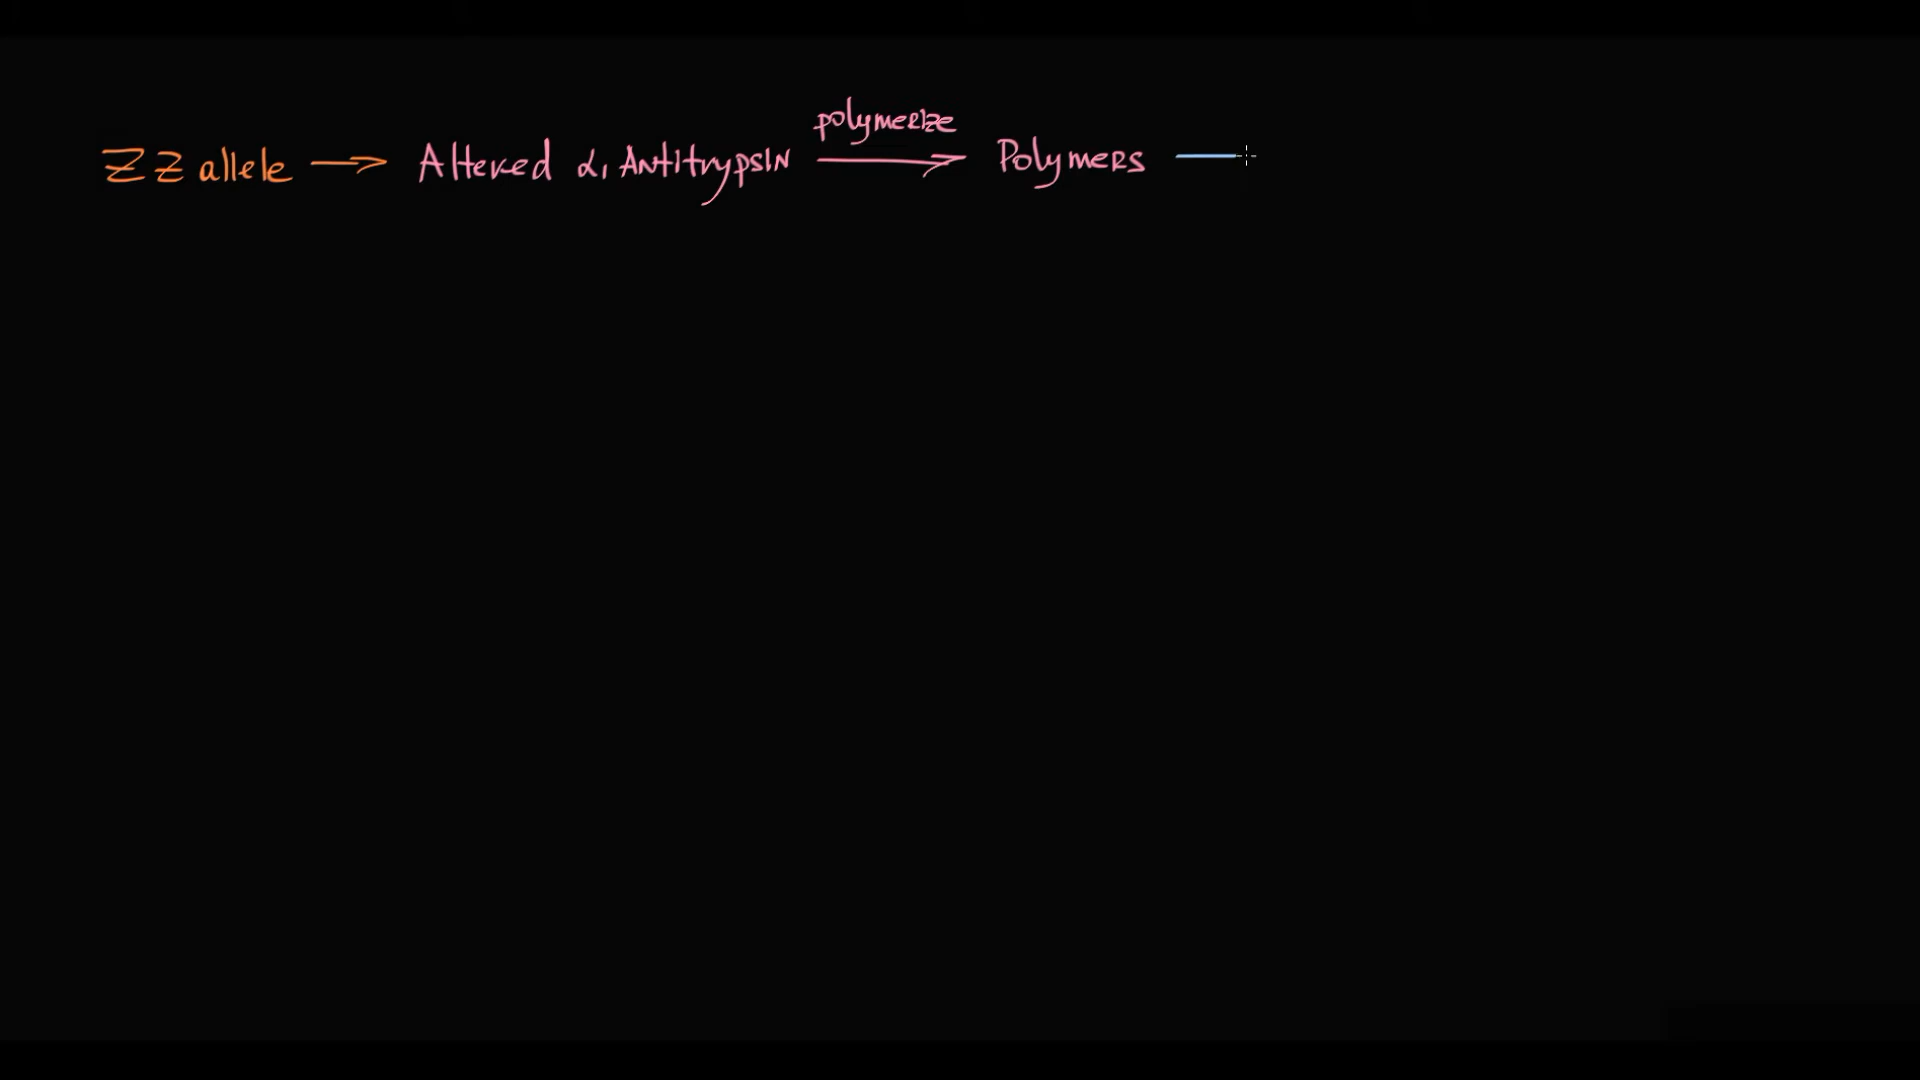 polymerize
ZZ allele → Altered α1 Antitrypsin → Polymers